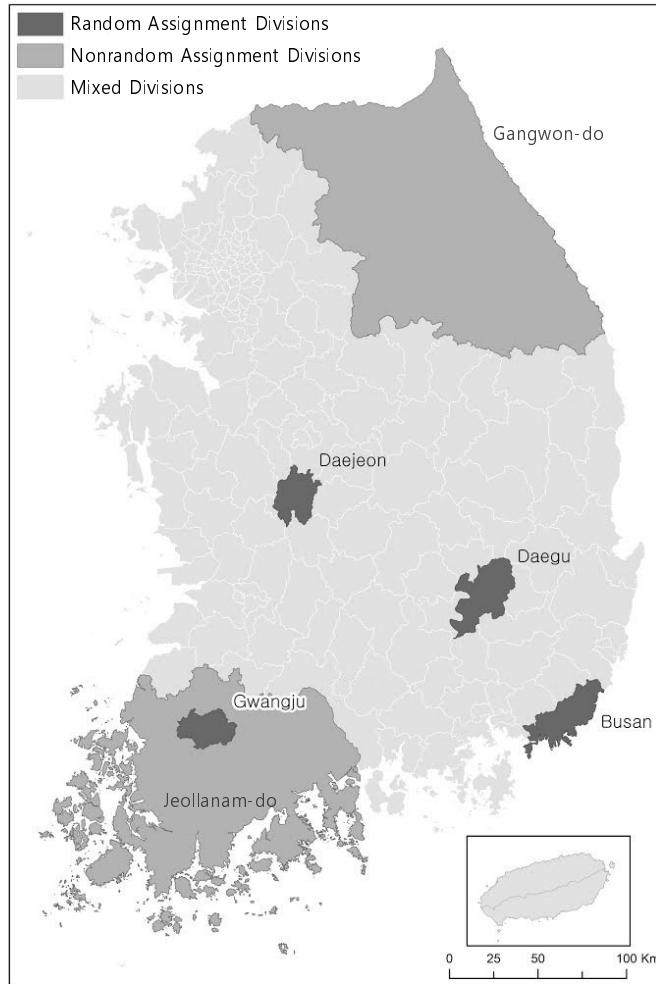 Random Assignment Divisions
Nonrandom Assignment Divisions
Mixed Divisions
Gangwon-do
Daejeon
Daegu
Gwangju
Busan
Jeollanam-do
0 25 50 100 Km